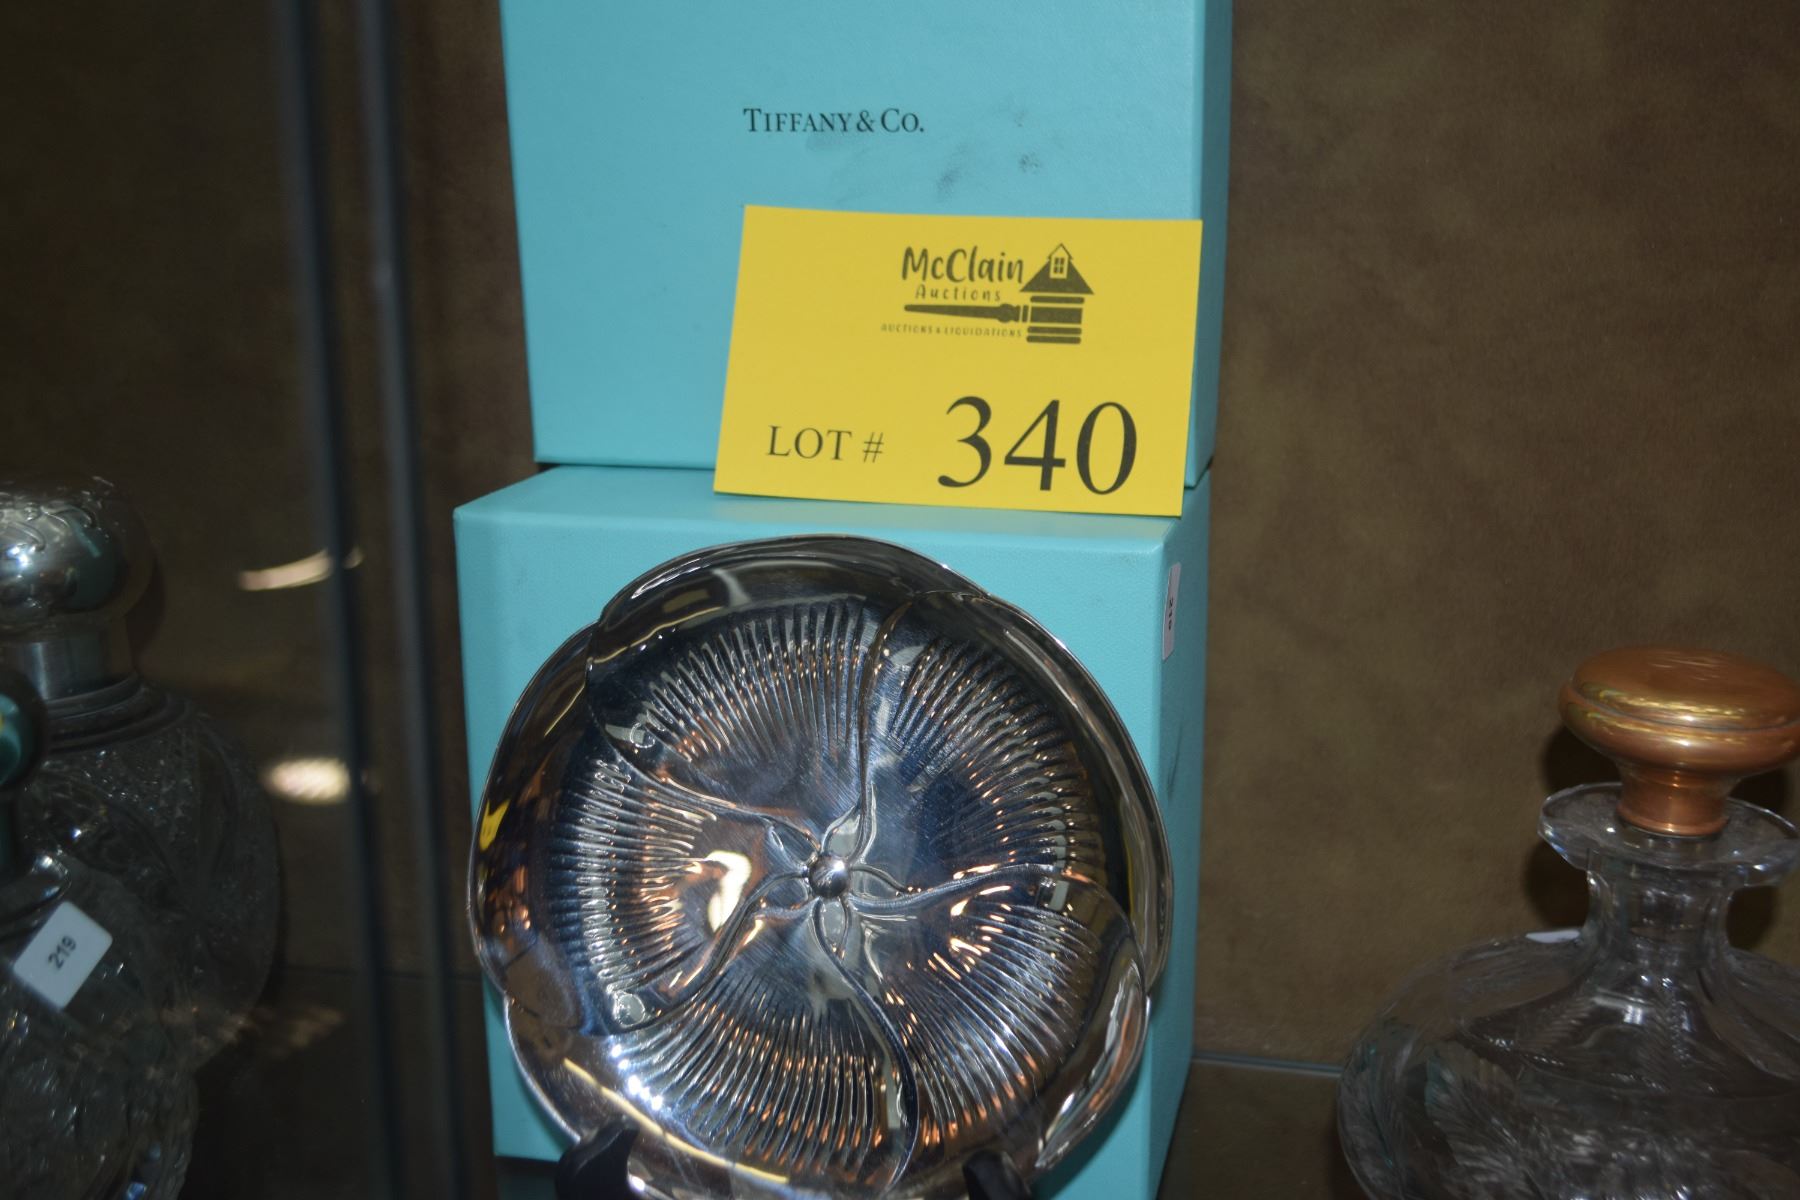 TIFFANY & CO.
McClain
Auctions
AUCTIONS & LIQUIDATIONS
LOT # 340
219